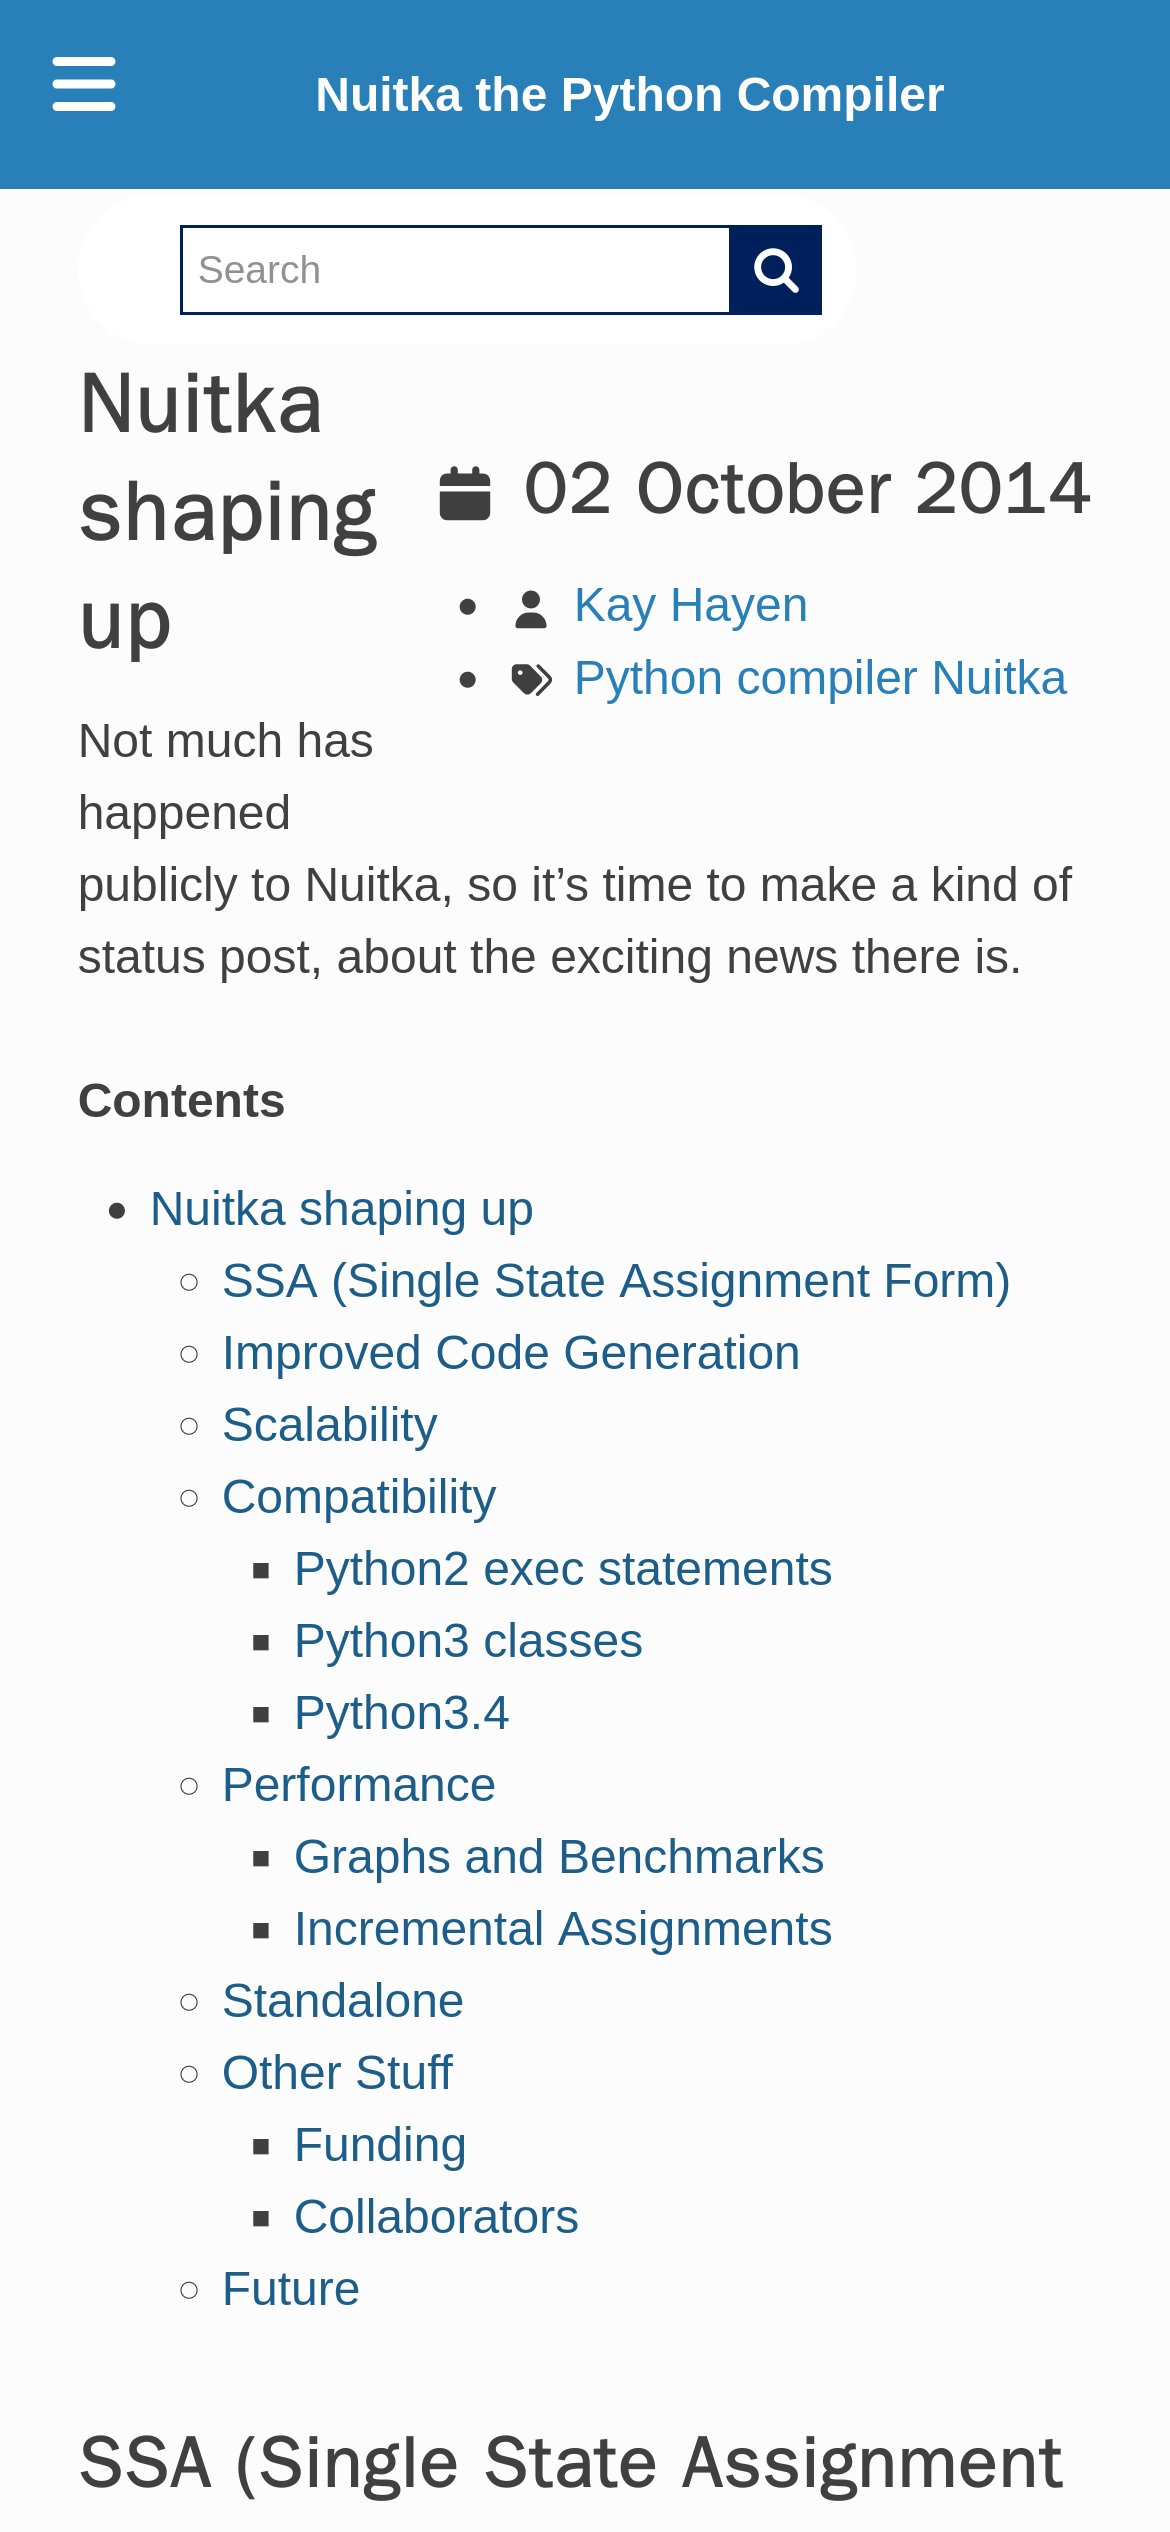 Nuitka the Python Compiler
Search
Nuitka
shaping
up
02 October 2014
Kay Hayen
Python compiler Nuitka
Not much has
happened
publicly to Nuitka, so it’s time to make a kind of
status post, about the exciting news there is.
Contents
Nuitka shaping up
SSA (Single State Assignment Form)
Improved Code Generation
Scalability
Compatibility
Python2 exec statements
Python3 classes
Python3.4
Performance
Graphs and Benchmarks
Incremental Assignments
Standalone
Other Stuff
Funding
Collaborators
Future
SSA (Single State Assignment